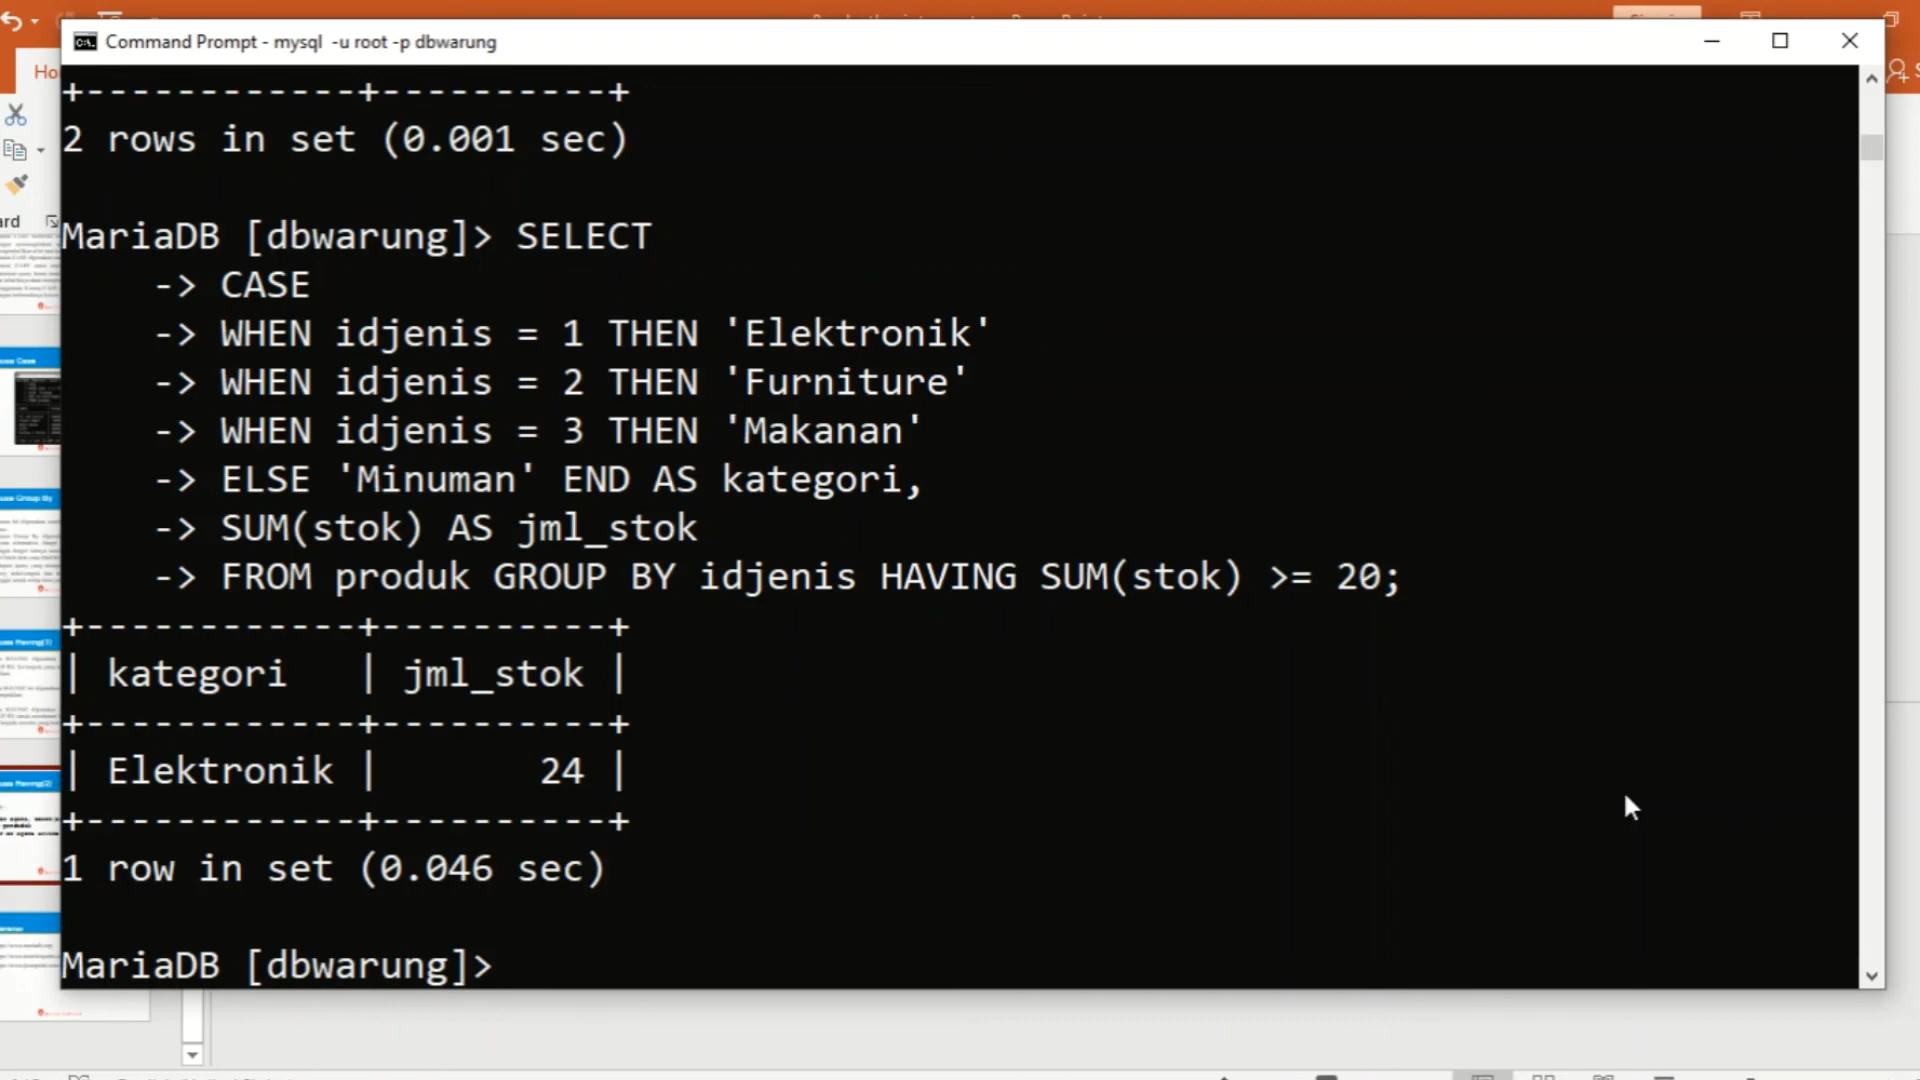 Command Prompt - mysql  -u root -p dbwarung
+------------+----------+
2 rows in set (0.001 sec)
MariaDB [dbwarung]> SELECT
    -> CASE
    -> WHEN idjenis = 1 THEN 'Elektronik'
    -> WHEN idjenis = 2 THEN 'Furniture'
    -> WHEN idjenis = 3 THEN 'Makanan'
    -> ELSE 'Minuman' END AS kategori,
    -> SUM(stok) AS jml_stok
    -> FROM produk GROUP BY idjenis HAVING SUM(stok) >= 20;
+------------+----------+
| kategori   | jml_stok |
+------------+----------+
| Elektronik |       24 |
+------------+----------+
1 row in set (0.046 sec)
MariaDB [dbwarung]>